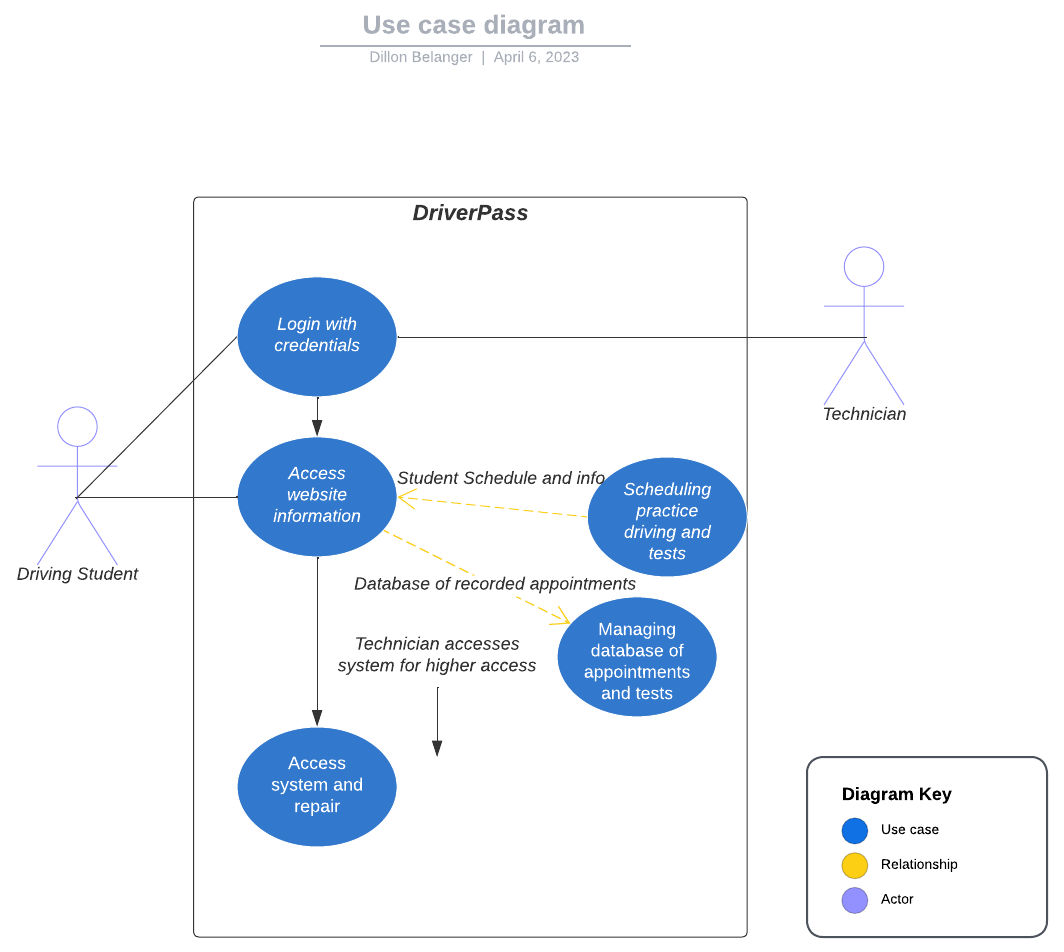 Use case diagram
Dillon Belanger | April 6, 2023
DriverPass
Login with
credentials
Technician
Access
website
information
Student Schedule and info
Scheduling
practice
driving and
tests
Driving Student
Database of recorded appointments
Managing
database of
appointments
and tests
Technician accesses
system for higher access
Access
system and
repair
Diagram Key
Use case
Relationship
Actor